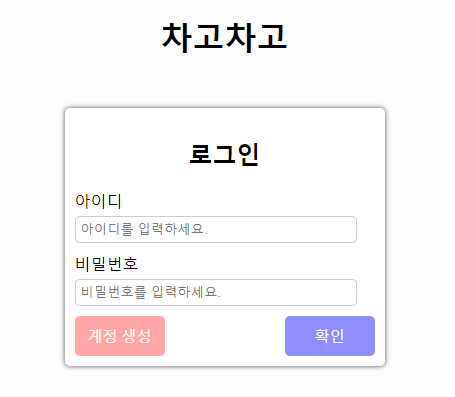 차고차고
로그인
아이디
아이디를 입력하세요.
비밀번호
비밀번호를 입력하세요.
계정 생성
확인